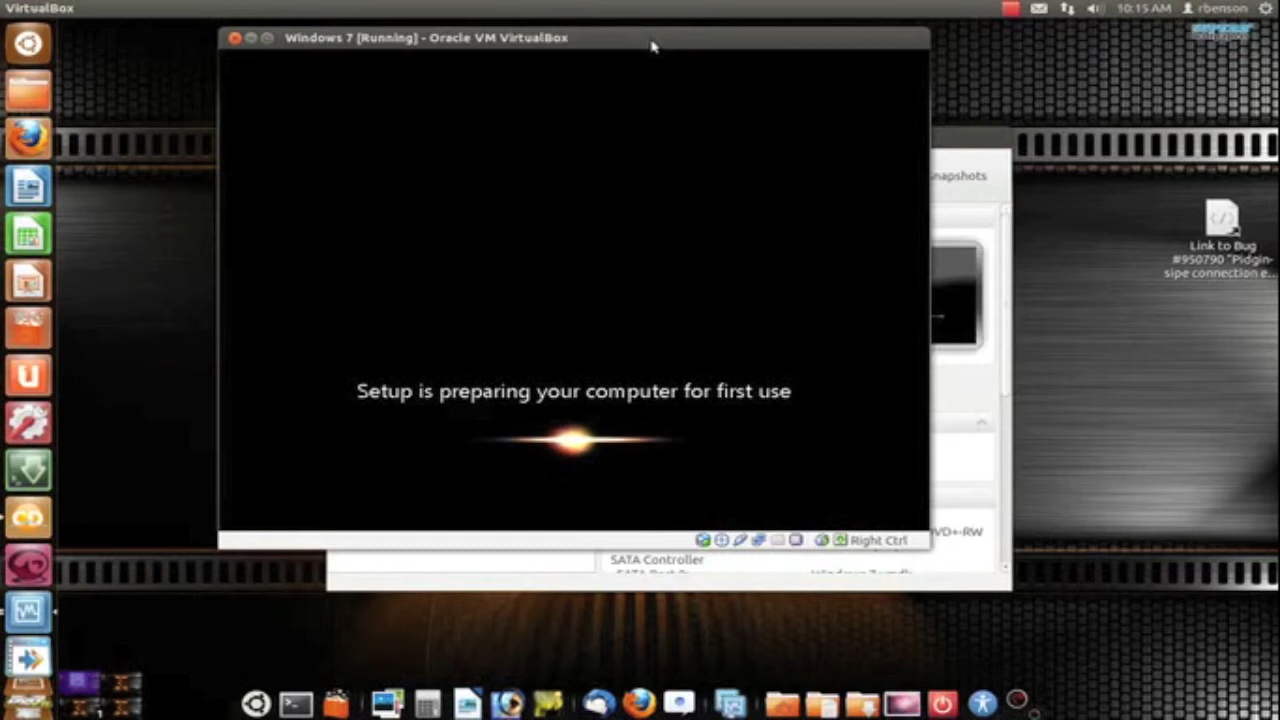 VirtualBox
10:15 AM
rbenson
Windows 7 [Running] - Oracle VM VirtualBox
Snapshots
Link to Bug
#950790 "Pidgin-
sipe connection e...
Setup is preparing your computer for first use
Right Ctrl
VD+-RW
SATA Controller